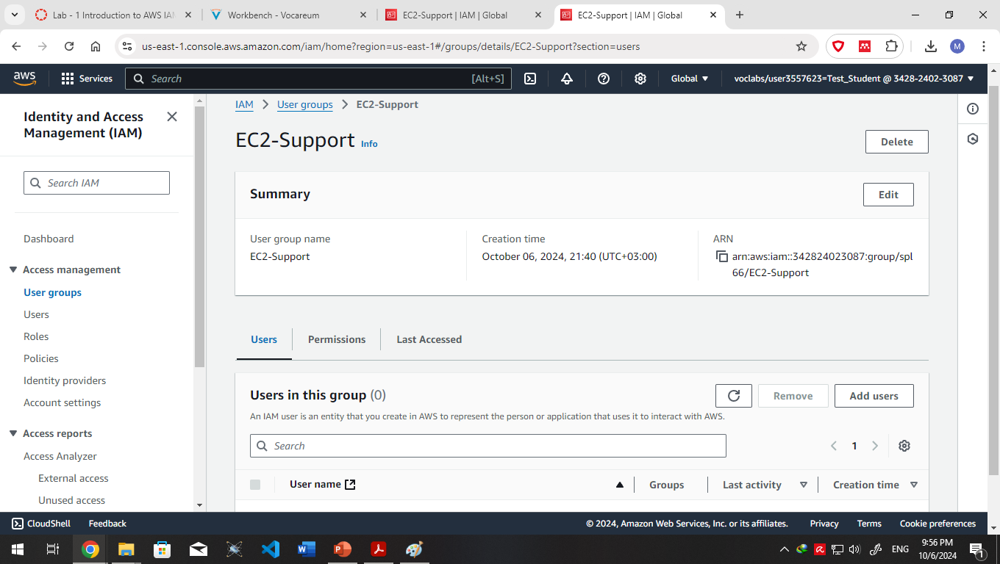 Lab - 1 Introduction to AWS IAM
Workbench - Vocareum
EC2-Support | IAM | Global
EC2-Support | IAM | Global
us-east-1.console.aws.amazon.com/iam/home?region=us-east-1#/groups/details/EC2-Support?section=users
M
aws
Services
Search
[Alt+S]
Global
voclabs/user3557623=Test_Student @ 3428-2402-3087
Identity and Access
Management (IAM)
Search IAM
Dashboard
Access management
User groups
Users
Roles
Policies
Identity providers
Account settings
Access reports
Access Analyzer
External access
Unused access
IAM
User groups
EC2-Support
EC2-Support Info
Delete
Summary
Edit
User group name
EC2-Support
Creation time
October 06, 2024, 21:40 (UTC+03:00)
ARN
arn:aws:iam::342824023087:group/spl
66/EC2-Support
Users
Permissions
Last Accessed
Users in this group (0)
Remove
Add users
An IAM user is an entity that you create in AWS to represent the person or application that uses it to interact with AWS.
Search
1
User name
Groups
Last activity
Creation time
CloudShell
Feedback
© 2024, Amazon Web Services, Inc. or its affiliates.
Privacy
Terms
Cookie preferences
ENG
9:56 PM
10/6/2024
1